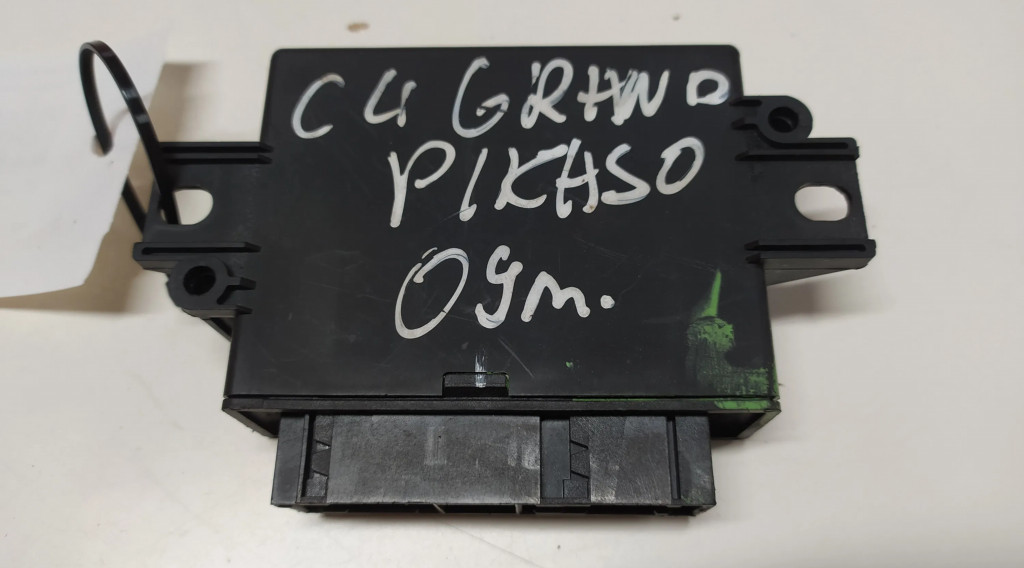 C4 GRAND
PIKASO
09m.